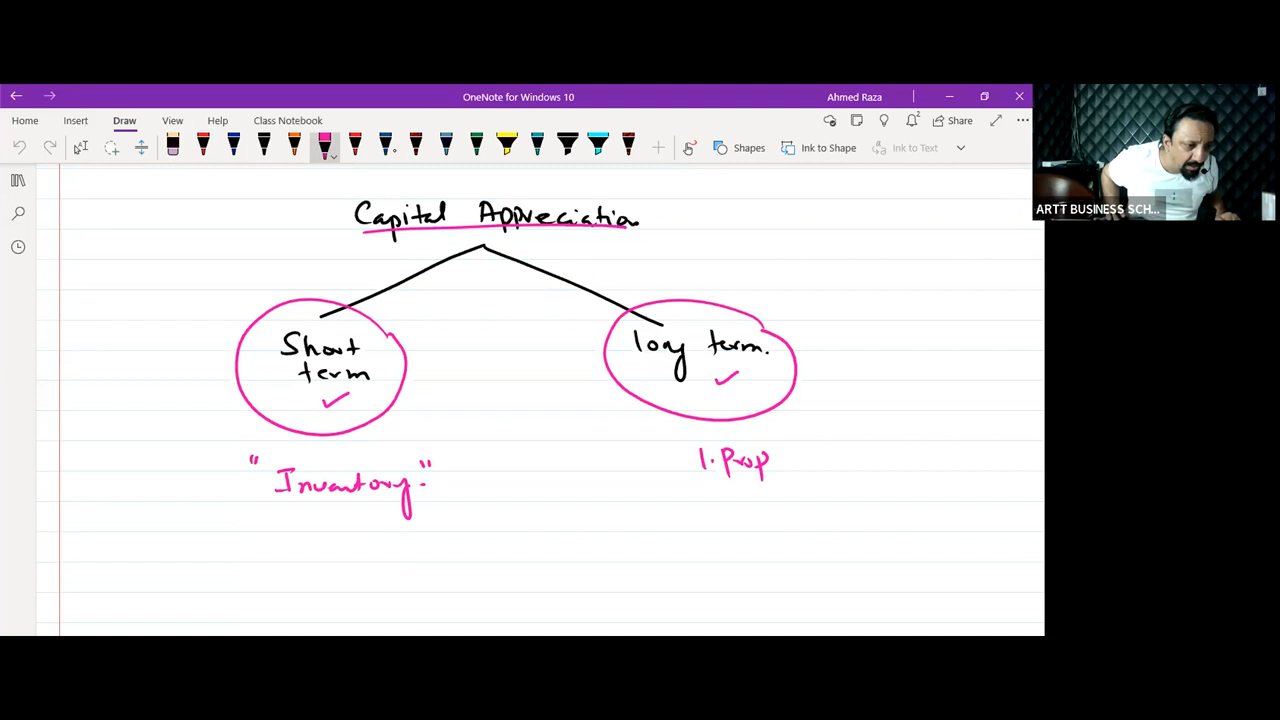 OneNote for Windows 10
Ahmed Raza
Home Insert Draw View Help Class Notebook
Share
Shapes Ink to Shape Ink to Text
ARTT BUSINESS SCH...
Capital Appreciation
Short
term
long term.
"Inventory."
1. Prop